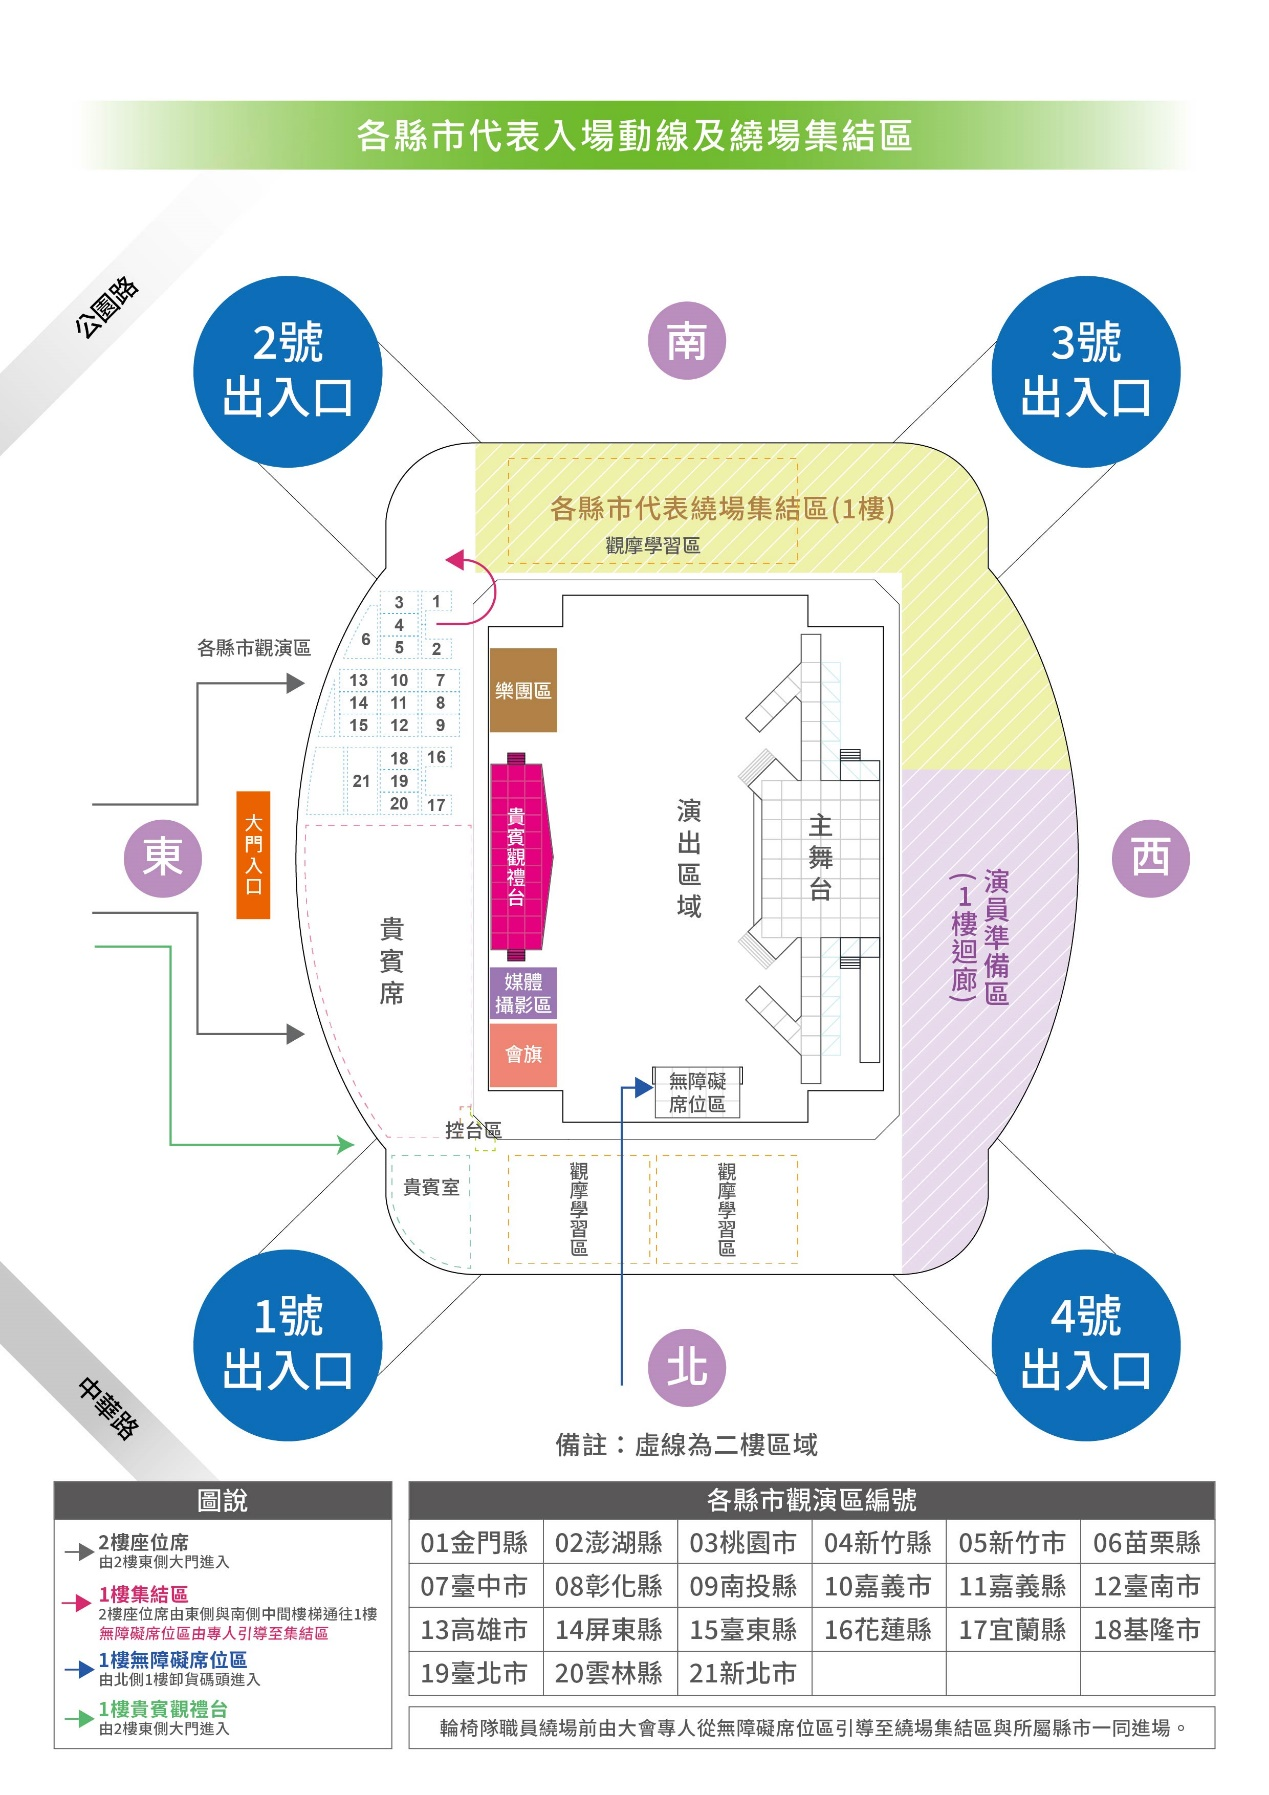 各縣市代表入場動線及繞場集結區
公園路
2號
出入口
南
3號
出入口
各縣市代表繞場集結區(1樓)
觀摩學習區
各縣市觀演區
3
1
4
6
5
2
13
10
7
14
11
8
15
12
9
18
16
21
19
20
17
樂團區
貴賓觀禮台
演出區域
主舞台
大門入口
東
西
演員準備區
(1樓迴廊)
貴賓席
媒體
攝影區
會旗
無障礙
席位區
控台區
貴賓室
觀摩學習區
觀摩學習區
1號
出入口
北
4號
出入口
中華路
備註：虛線為二樓區域
圖說
2樓座位席
由2樓東側大門進入
1樓集結區
2樓座位席由東側與南側中間樓梯通往1樓
無障礙席位區由專人引導至集結區
1樓無障礙席位區
由北側1樓卸貨碼頭進入
1樓貴賓觀禮台
由2樓東側大門進入
各縣市觀演區編號
01金門縣 02澎湖縣 03桃園市 04新竹縣 05新竹市 06苗栗縣
07臺中市 08彰化縣 09南投縣 10嘉義市 11嘉義縣 12臺南市
13高雄市 14屏東縣 15臺東縣 16花蓮縣 17宜蘭縣 18基隆市
19臺北市 20雲林縣 21新北市
輪椅隊職員繞場前由大會專人從無障礙席位區引導至繞場集結區與所屬縣市一同進場。